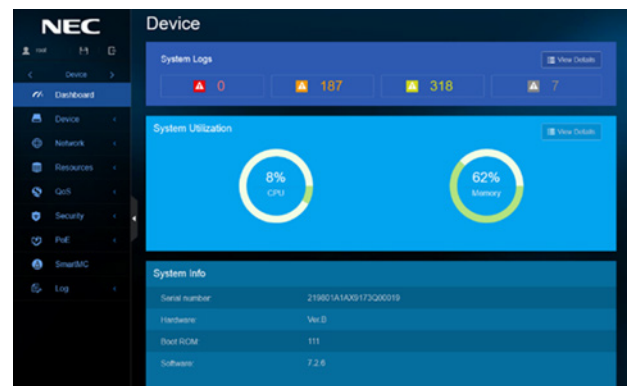 NEC
root
Device
Dashboard
Device
Network
Resources
QoS
Security
PoE
SmartMC
Log
Device
System Logs
View Details
0
187
318
7
System Utilization
View Details
8%
CPU
62%
Memory
System Info
Serial number: 219801A1AX9173Q00019
Hardware: Ver.B
Boot ROM: 111
Software: 7.2.6